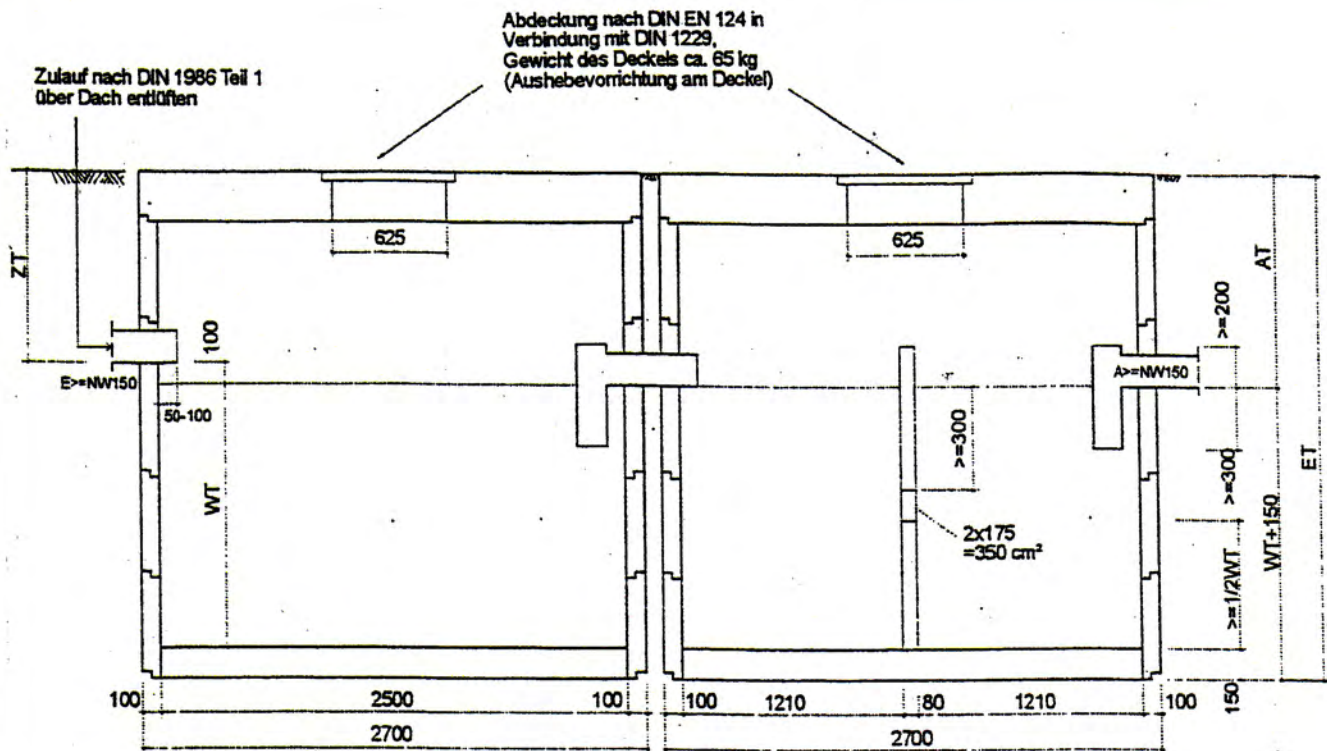 Abdeckung nach DIN EN 124 in
Verbindung mit DIN 1229,
Gewicht des Deckels ca. 65 kg
(Aushebevorrichtung am Deckel)
Zulauf nach DIN 1986 Teil 1
über Dach entlüften
625
625
ZT
AT
100
>=200
E>=NW150
A>=NW150
50-100
>=300
ET
WT
>=300
WT+150
2x175
=350 cm²
>=1/2WT
100
2500
100
100
1210
80
1210
100
150
2700
2700